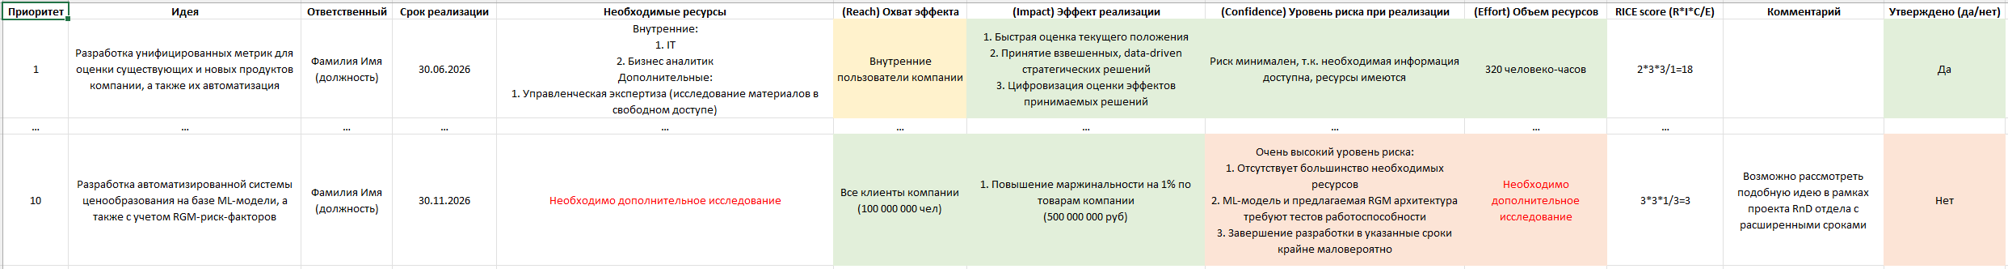 Приоритет
Идея
Ответственный
Срок реализации
Необходимые ресурсы
(Reach) Охват эффекта
(Impact) Эффект реализации
(Confidence) Уровень риска при реализации
(Effort) Объем ресурсов
RICE score (R*I*C/E)
Комментарий
Утверждено (да/нет)
1
Разработка унифицированных метрик для
оценки существующих и новых продуктов
компании, а также их автоматизация
Фамилия Имя
(должность)
30.06.2026
Внутренние:
1. IT
2. Бизнес аналитик
Дополнительные:
1. Управленческая экспертиза (исследование материалов в
свободном доступе)
Внутренние
пользователи компании
1. Быстрая оценка текущего положения
2. Принятие взвешенных, data-driven
стратегических решений
3. Цифровизация оценки эффектов
принимаемых решений
Риск минимален, т.к. необходимая информация
доступна, ресурсы имеются
320 человеко-часов
2*3*3/1=18
Да
...
...
...
...
...
...
...
...
...
...
10
Разработка автоматизированной системы
ценообразования на базе ML-модели, а
также с учетом RGM-риск-факторов
Фамилия Имя
(должность)
30.11.2026
Необходимо дополнительное исследование
Все клиенты компании
(100 000 000 чел)
1. Повышение маржинальности на 1% по
товарам компании
(500 000 000 руб)
Очень высокий уровень риска:
1. Отсутствует большинство необходимых
ресурсов
2. ML-модель и предлагаемая RGM архитектура
требуют тестов работоспособности
3. Завершение разработки в указанные сроки
крайне маловероятно
Необходимо
дополнительное
исследование
3*3*1/3=3
Возможно рассмотреть
подобную идею в рамках
проекта RnD отдела с
расширенными сроками
Нет